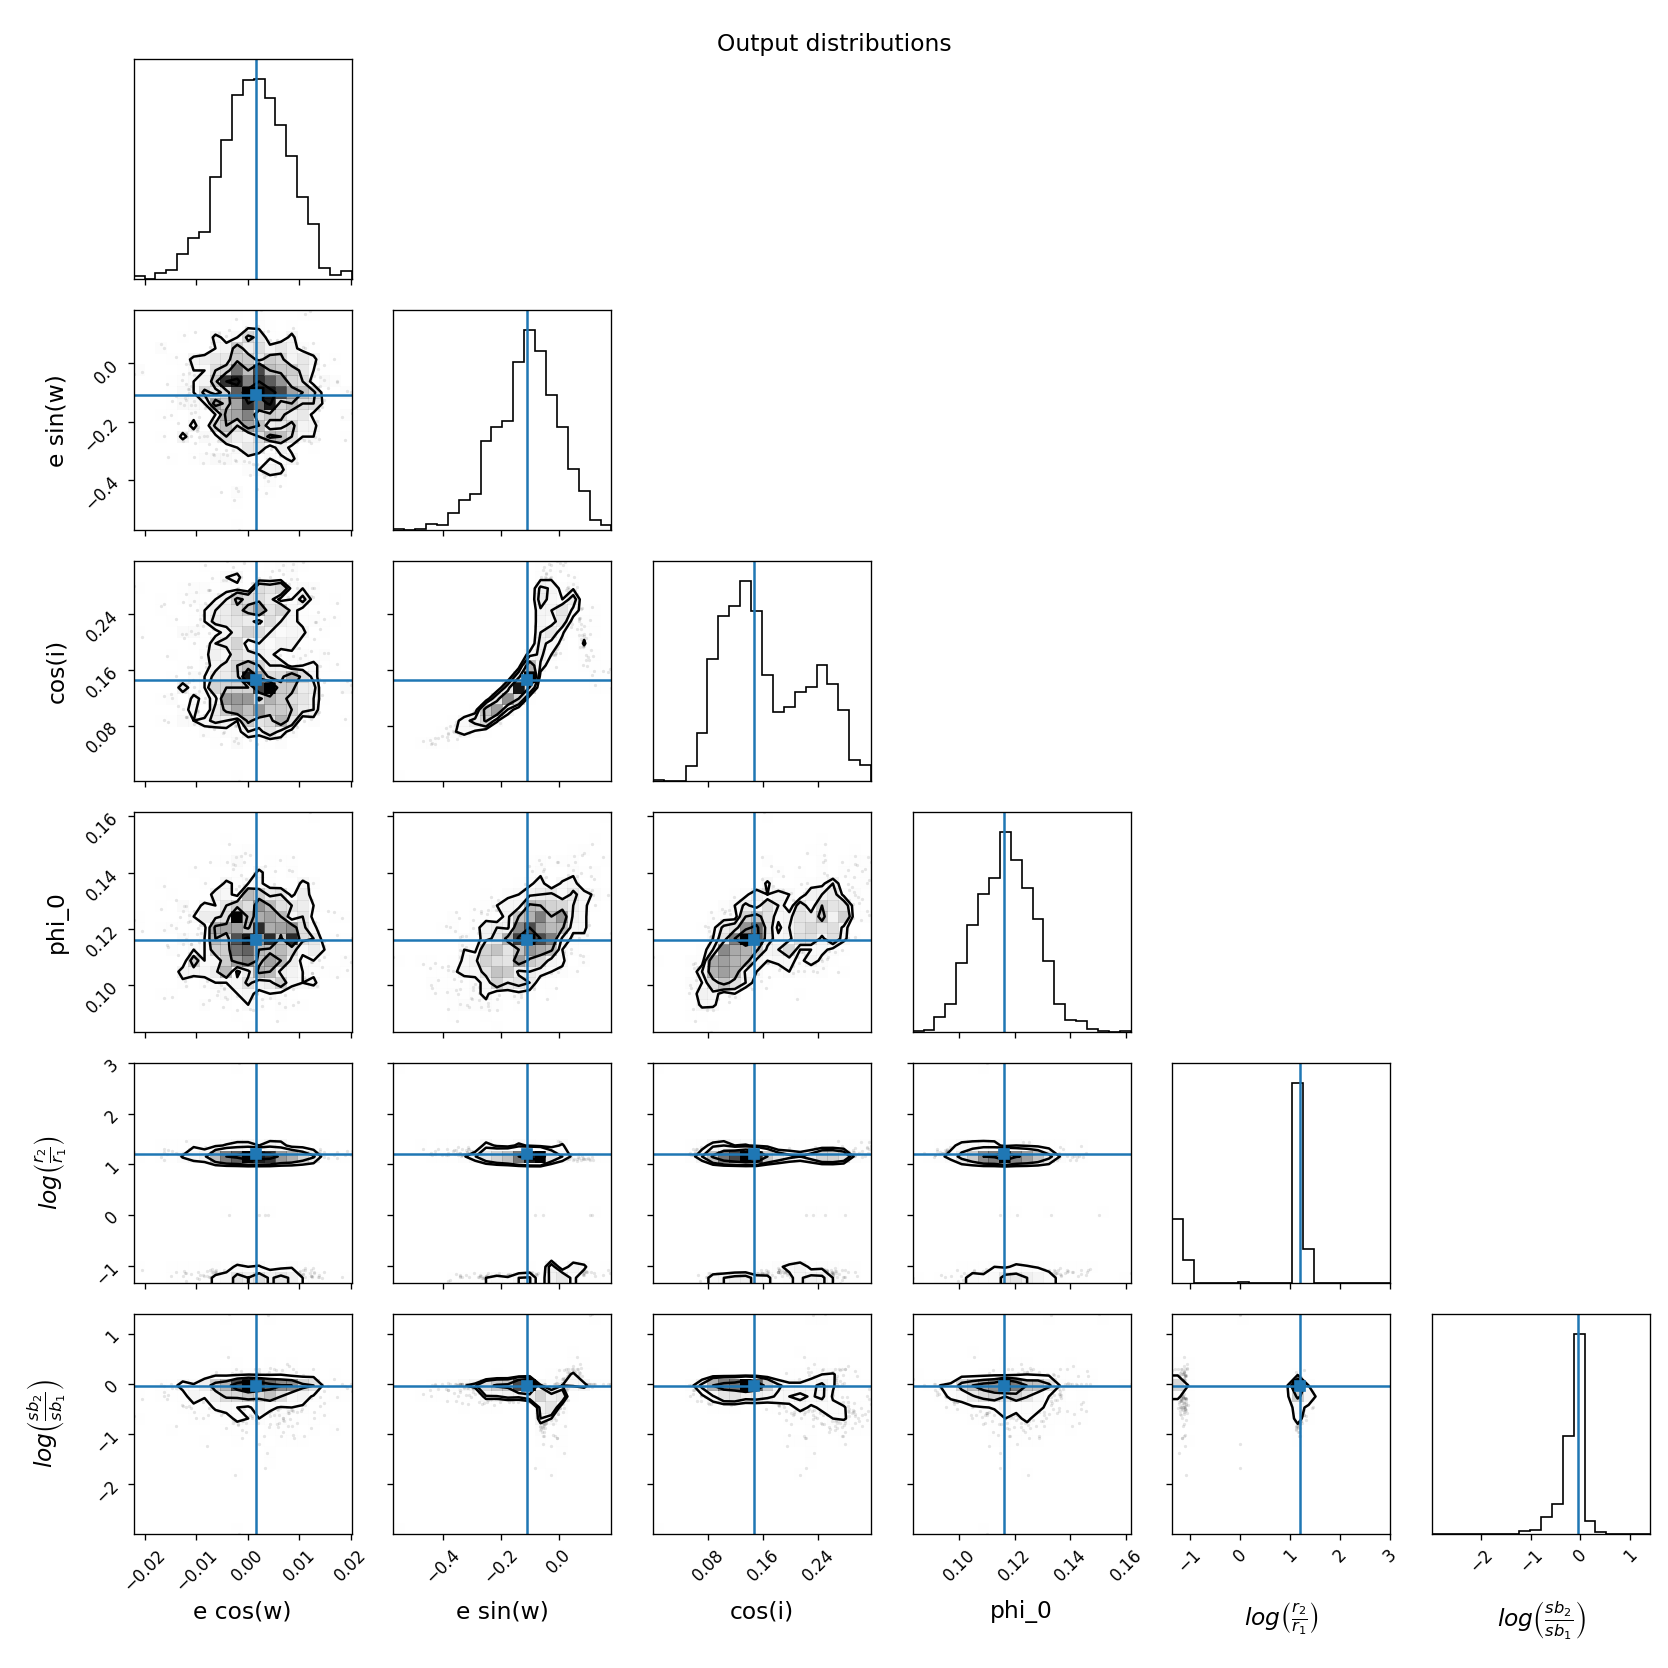 Output distributions
e sin(w)
0.0
−0.2
−0.4
cos(i)
0.24
0.16
0.08
phi_0
0.16
0.14
0.12
0.10
log(r₂/r₁)
3
2
1
0
−1
log(sb₂/sb₁)
1
0
−1
−2
−0.02 −0.01 0.00 0.01 0.02 −0.4 −0.2 0.0 0.08 0.16 0.24 0.10 0.12 0.14 0.16 −1 0 1 2 3 −2 −1 0 1
e cos(w) e sin(w) cos(i) phi_0 log(r₂/r₁) log(sb₂/sb₁)